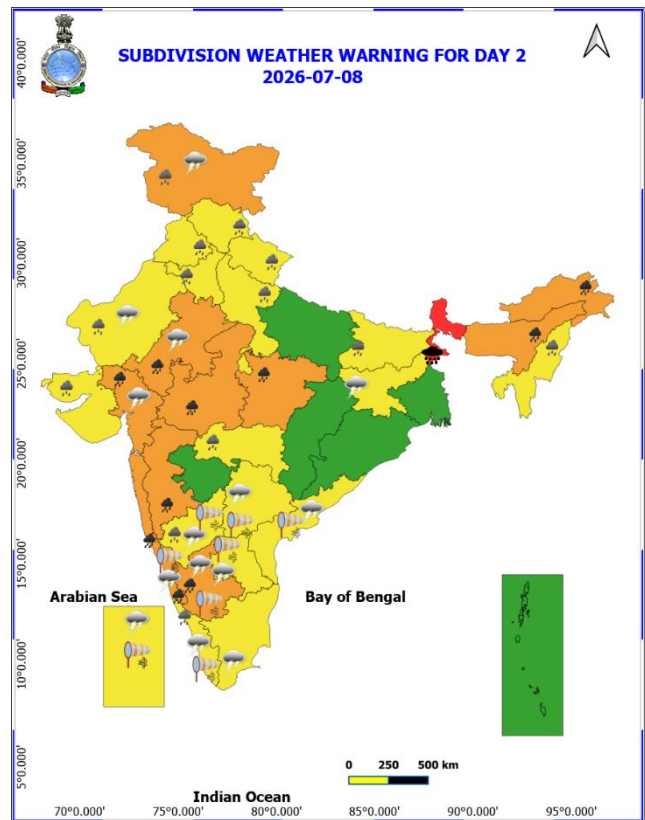 SUBDIVISION WEATHER WARNING FOR DAY 2
2026-07-08
40°0.000'
35°0.000'
30°0.000'
25°0.000'
20°0.000'
15°0.000'
10°0.000'
5°0.000'
Arabian Sea
Bay of Bengal
0 250 500 km
Indian Ocean
70°0.000' 75°0.000' 80°0.000' 85°0.000' 90°0.000' 95°0.000'